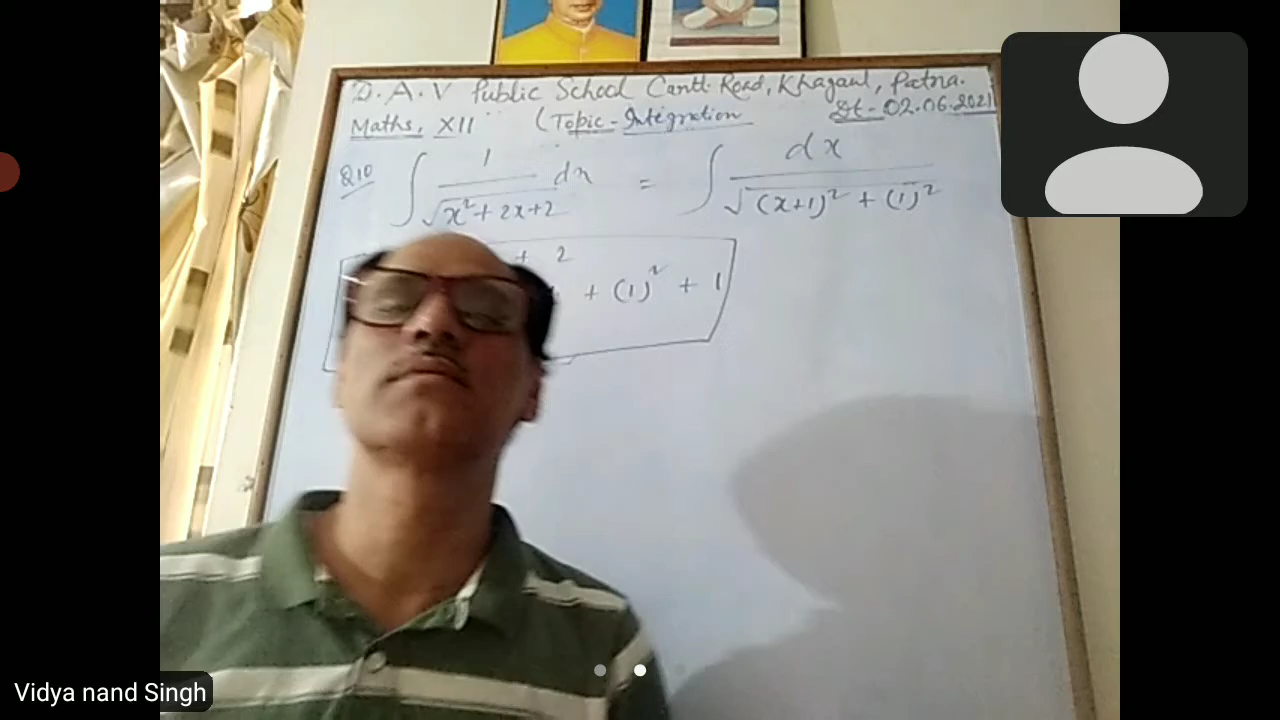 D.A.V Public School Cantt. Road, Khagaul, Patna.
Maths, XII (Topic - Integration Dt - 02.06.2021
Q10 ∫ 1/√(x²+2x+2) dx = ∫ dx/√((x+1)² + (1)²)
+ 2
+ (1)² + 1
Vidya nand Singh